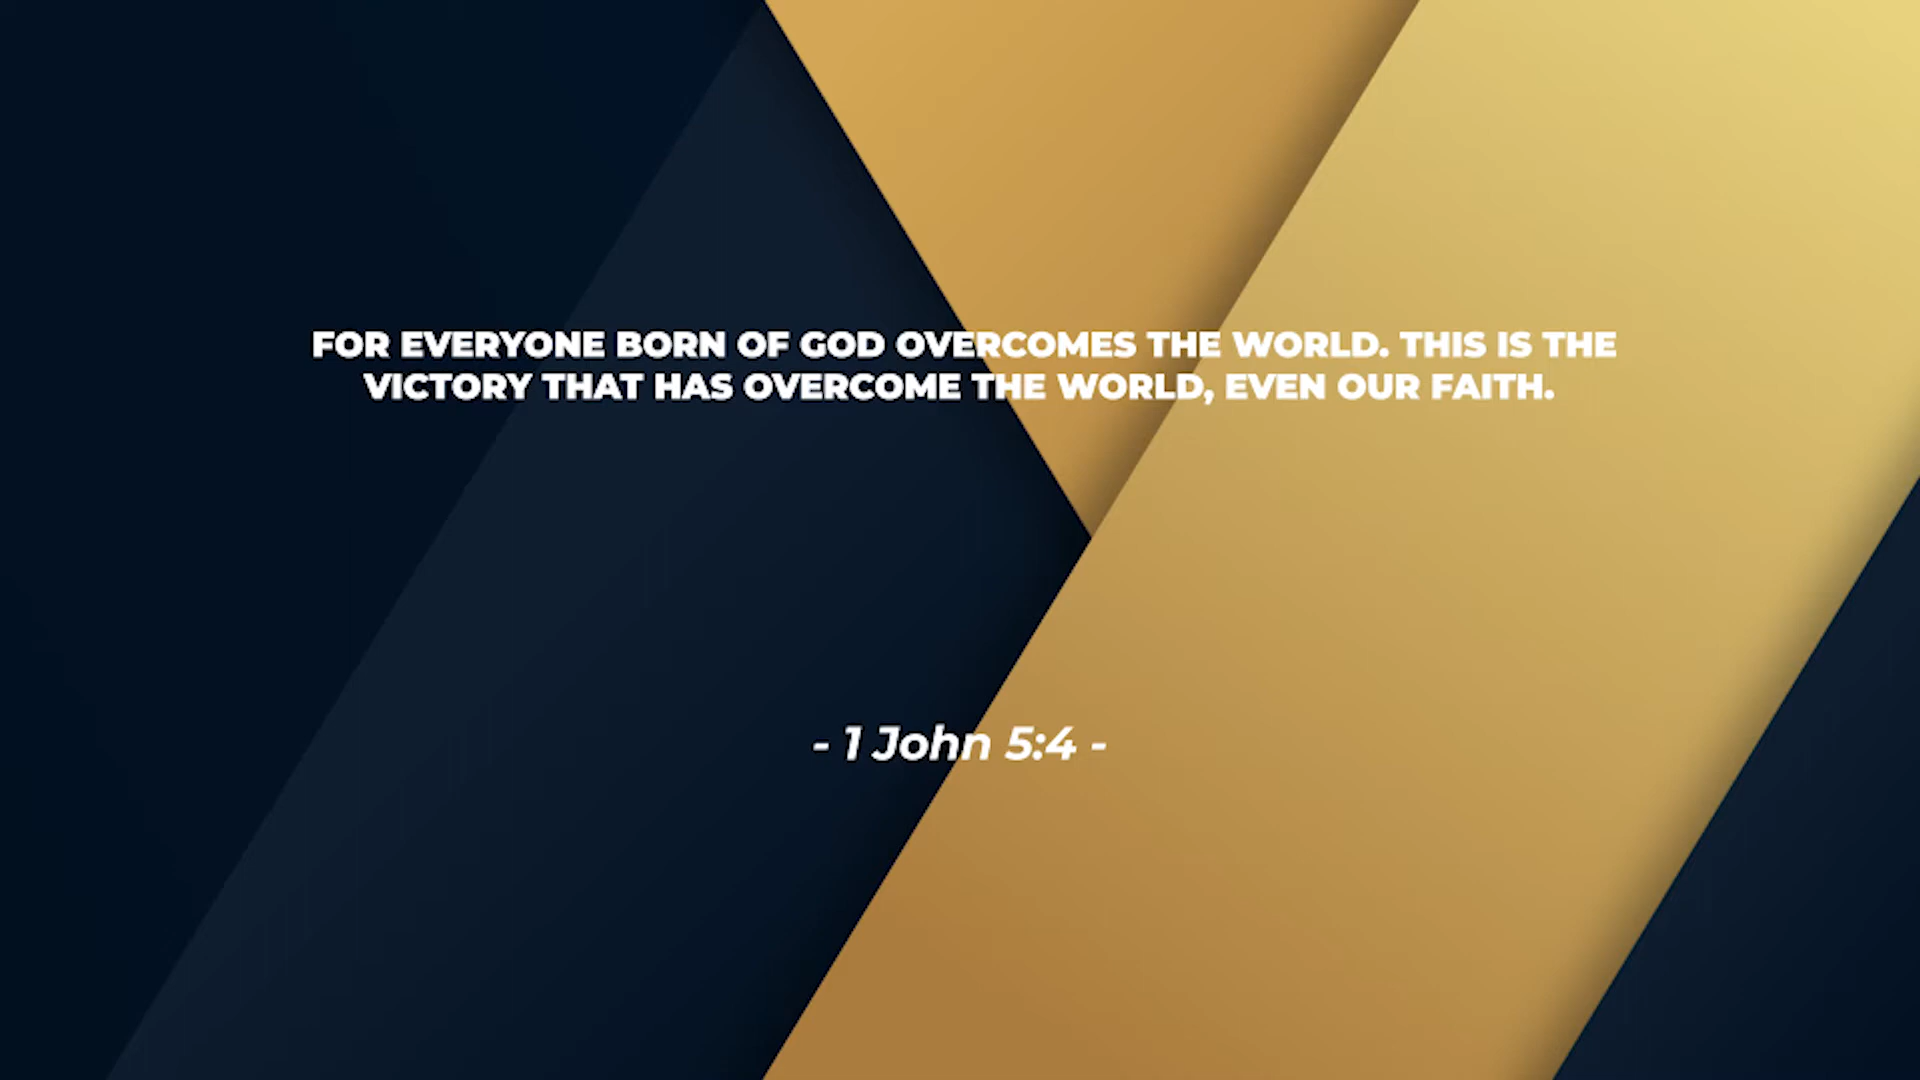 FOR EVERYONE BORN OF GOD OVERCOMES THE WORLD. THIS IS THE
VICTORY THAT HAS OVERCOME THE WORLD, EVEN OUR FAITH.
- 1 John 5:4 -